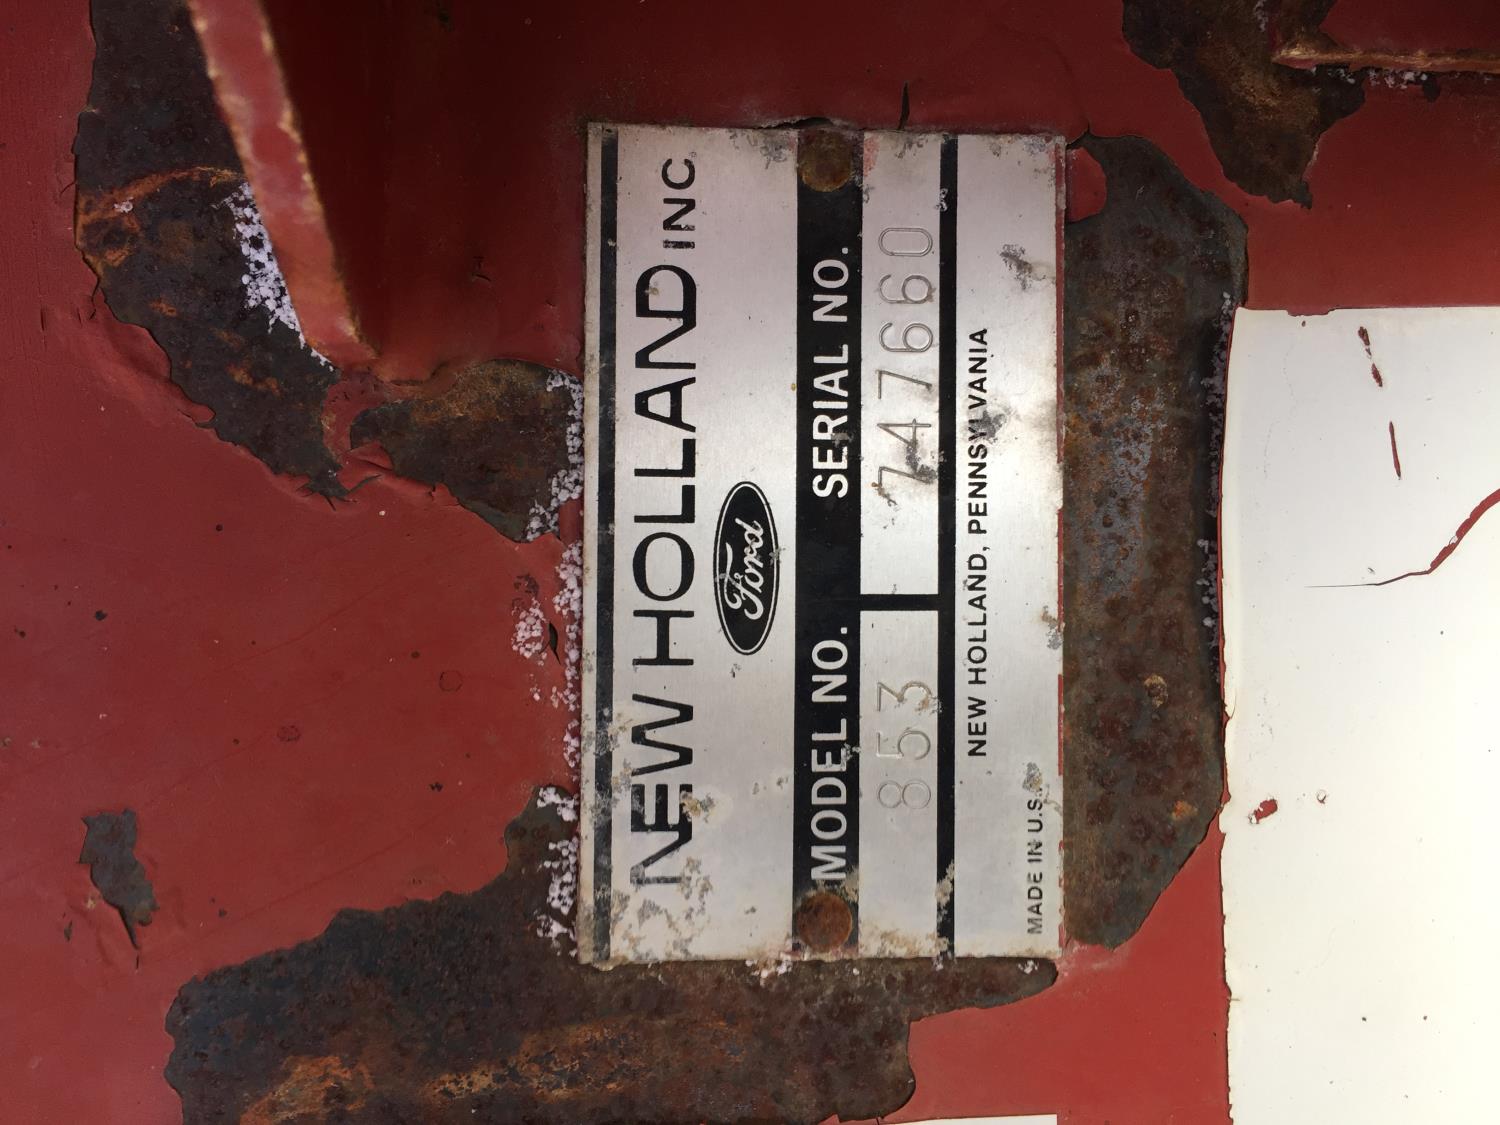 NEW HOLLAND INC
Ford
MODEL NO. SERIAL NO.
853 747660
NEW HOLLAND, PENNSYLVANIA
MADE IN U.S.A.